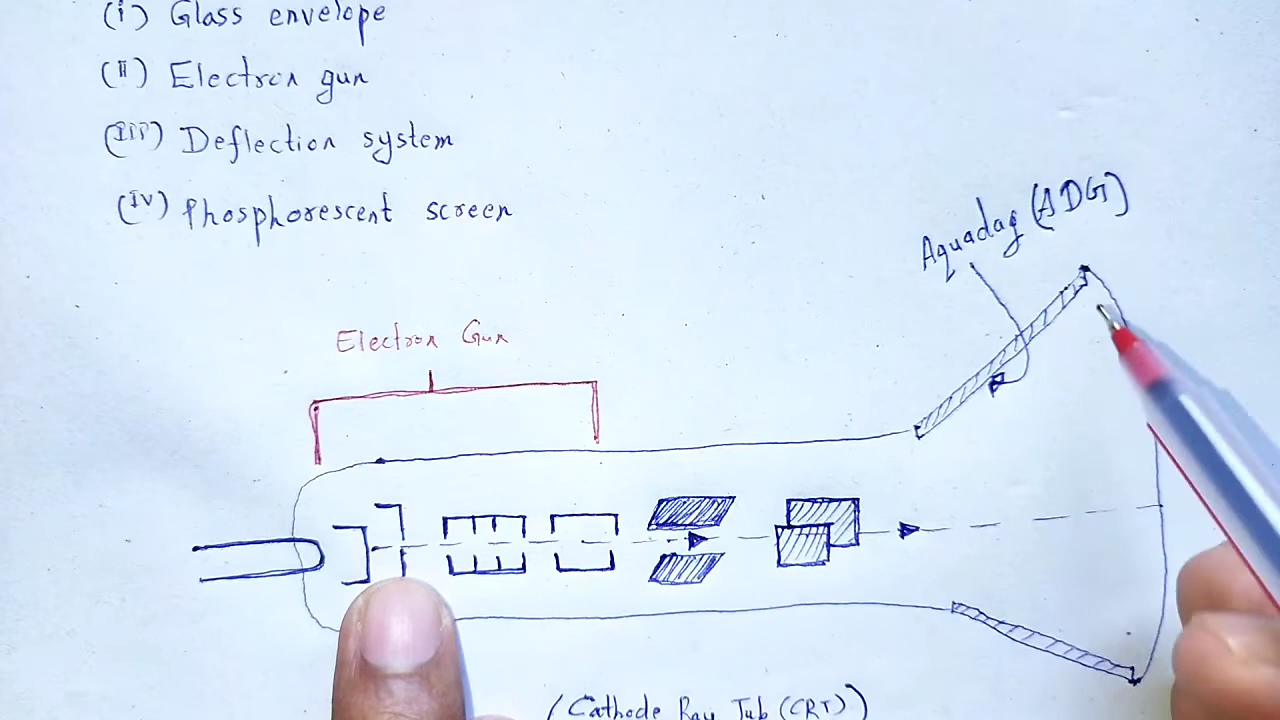 (i) Glass envelope
(ii) Electron gun
(iii) Deflection system
(iv) Phosphorescent screen
Aquadag (ADG)
Electron Gun
(Cathode Ray Tub (CRT))